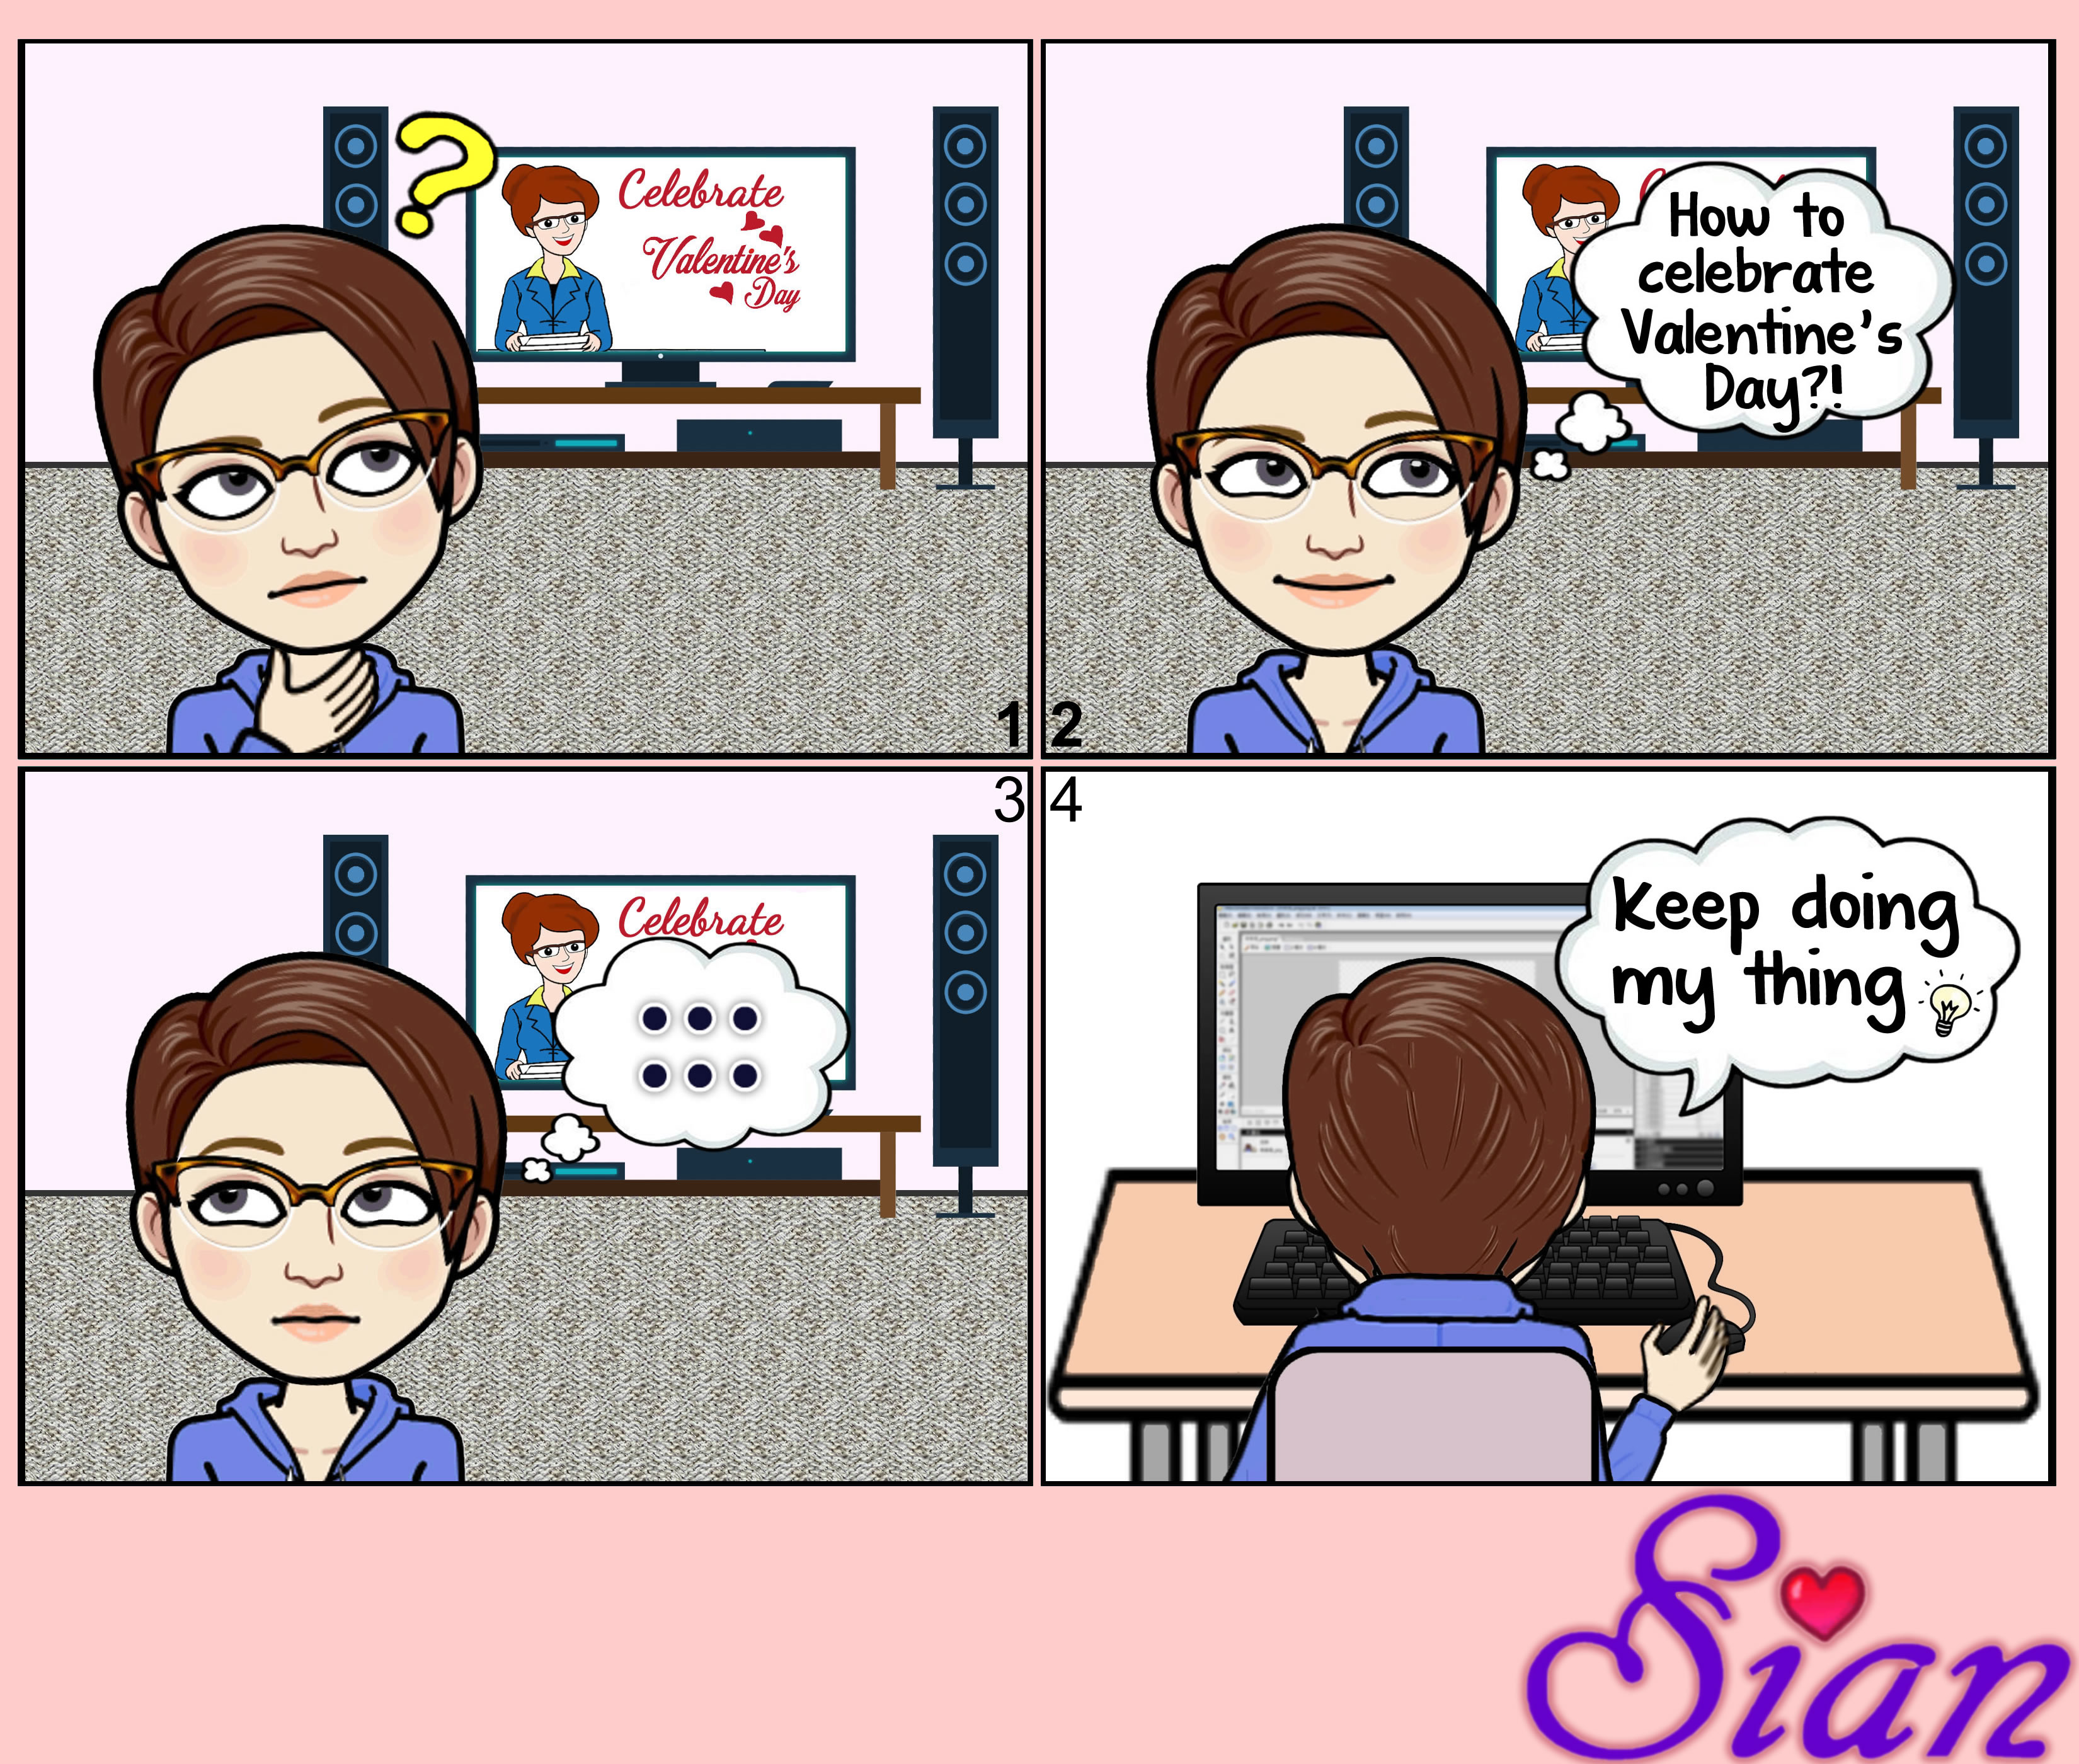 ?
Celebrate
Valentine's
Day
1
2
How to
celebrate
Valentine's
Day?!
3
Celebrate
4
Keep doing
my thing
Sian